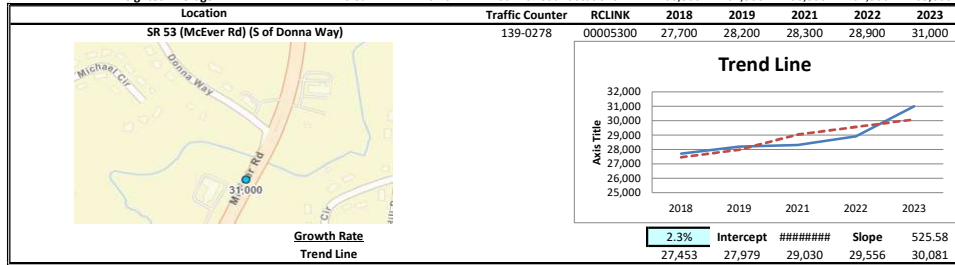 Location Traffic Counter RCLINK 2018 2019 2021 2022 2023
SR 53 (McEver Rd) (S of Donna Way) 139-0278 00005300 27,700 28,200 28,300 28,900 31,000
Michael Cir
Donna Way
McEver Rd
31,000
Cir
Trend Line
Axis Title
32,000
31,000
30,000
29,000
28,000
27,000
26,000
25,000
2018 2019 2021 2022 2023
Growth Rate 2.3% Intercept ######## Slope 525.58
Trend Line 27,453 27,979 29,030 29,556 30,081